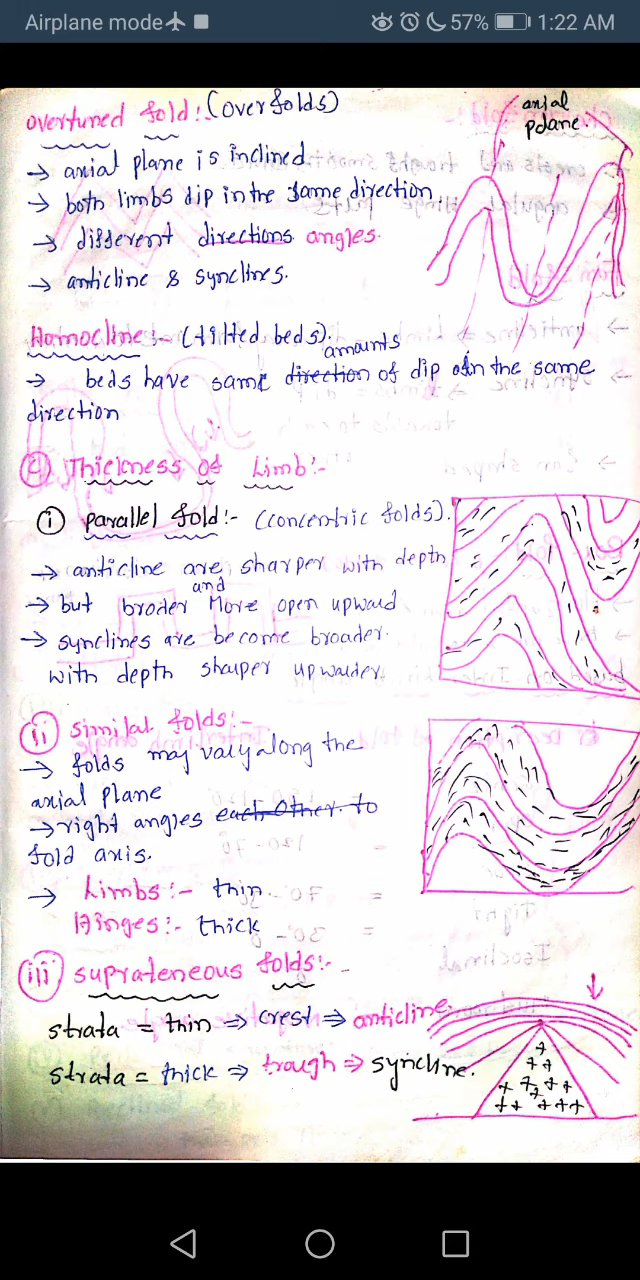 Airplane mode 57% 1:22 AM
overtuned fold:- (over folds)
axial plane.
→ axial plane is inclined
→ both limbs dip in the same direction.
→ different directions angles.
→ anticline & synclines.
Homocline:- (tilted beds).
amounts
→ beds have same direction of dip in the same
direction
C Thickness of Limb:-
i parallel fold:- (concentric folds).
→ anticline are sharper with depth
and
→ but broder More open upward
→ synclines are become broader.
with depth sharper upwarder
ii similar folds:-
→ folds may vary along the
axial plane
→ right angles each other to
fold axis.
→ Limbs:- thin.
Hinges:- thick
iii suprateneous folds:-
strata = thin ⇒ crest ⇒ anticline.
strata = thick ⇒ trough ⇒ syncline.